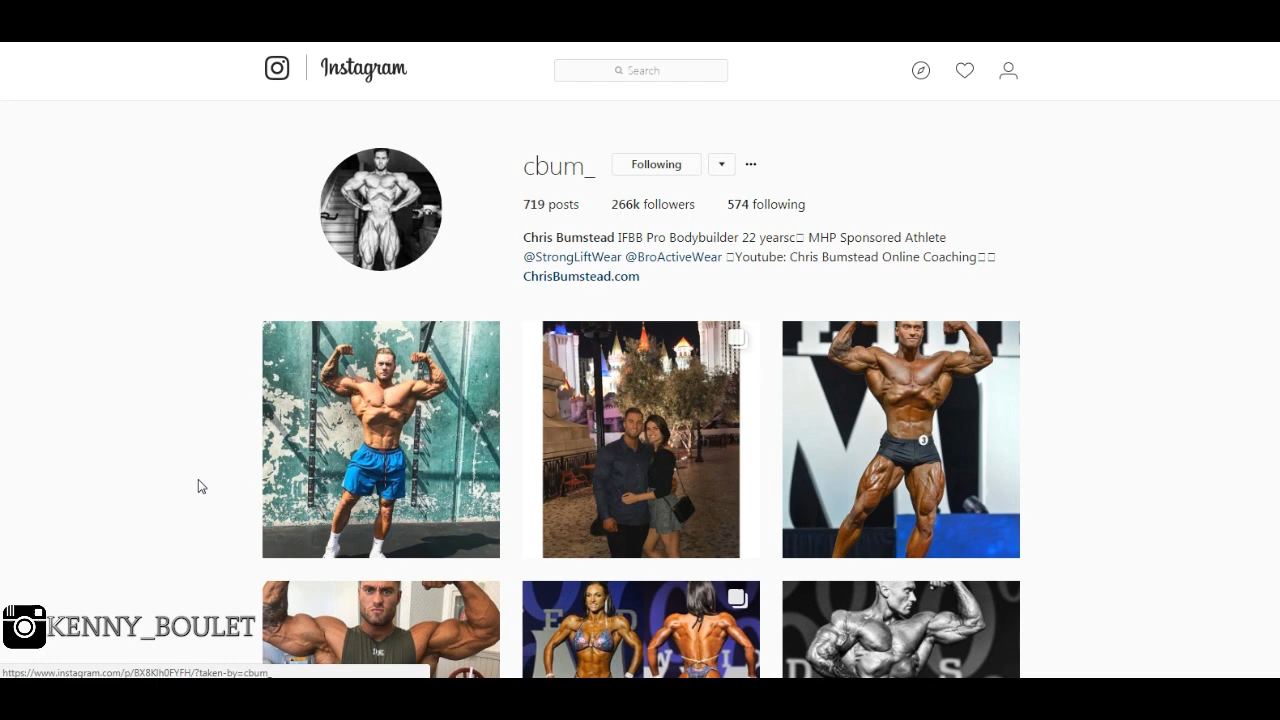 Instagram
Search
cbum_ Following
719 posts 266k followers 574 following
Chris Bumstead IFBB Pro Bodybuilder 22 yearsc MHP Sponsored Athlete
@StrongLiftWear @BroActiveWear Youtube: Chris Bumstead Online Coaching
ChrisBumstead.com
KENNY_BOULET
https://www.instagram.com/p/BX8KIh0FYFH/?taken-by=cbum_